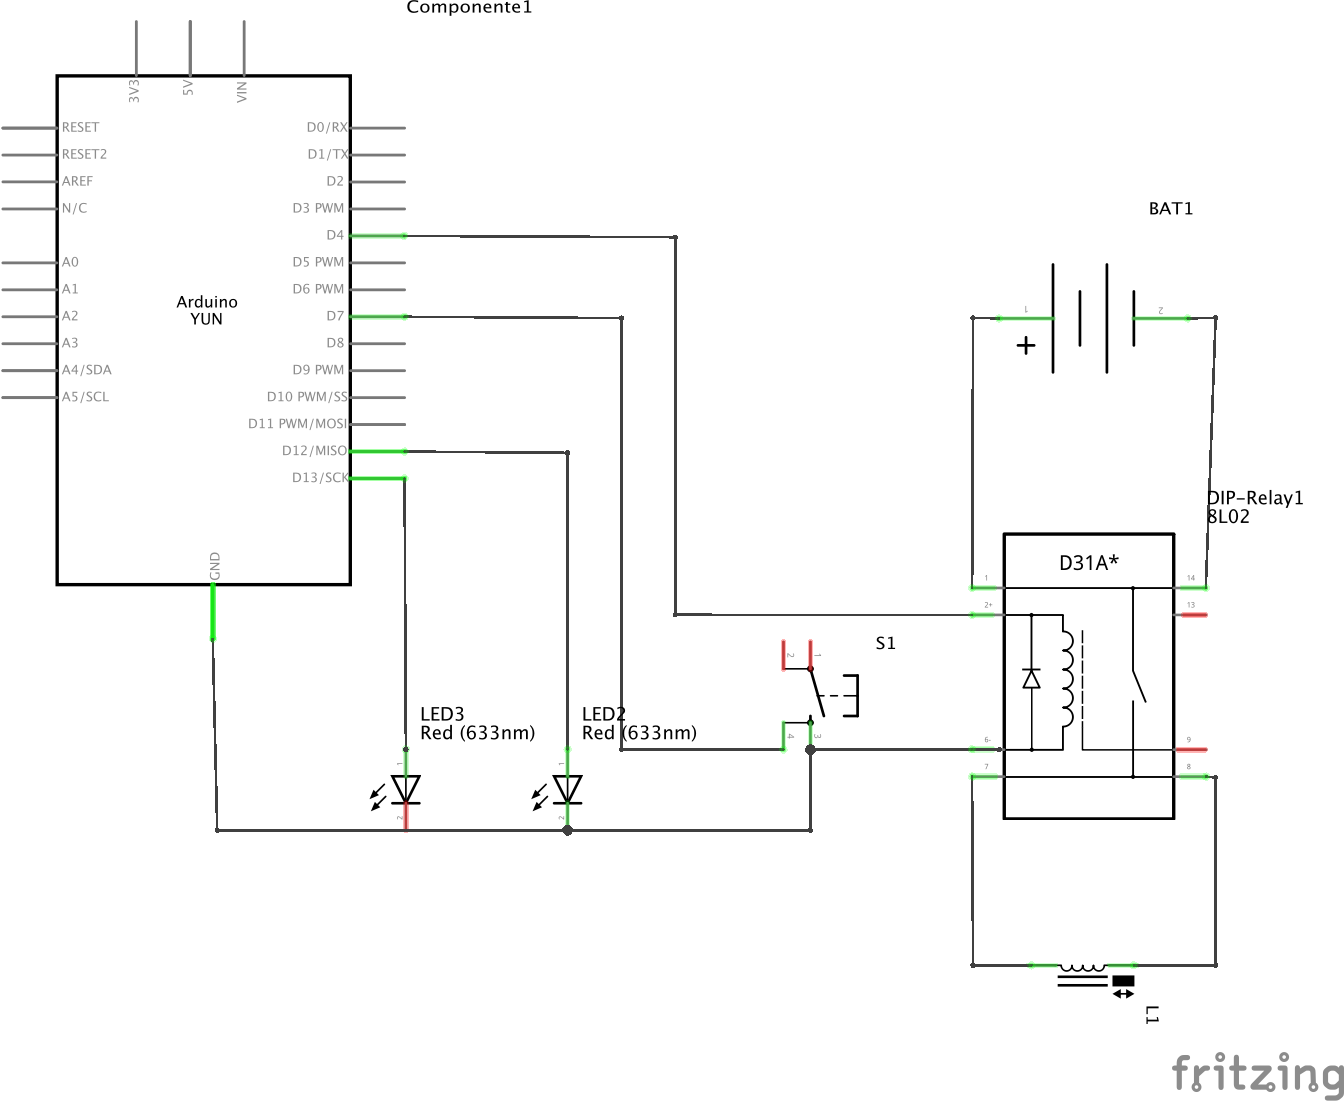 Componente1
3V3
5V
VIN
RESET
RESET2
AREF
N/C
A0
A1
A2
A3
A4/SDA
A5/SCL
Arduino
YUN
D0/RX
D1/TX
D2
D3 PWM
D4
D5 PWM
D6 PWM
D7
D8
D9 PWM
D10 PWM/SS
D11 PWM/MOSI
D12/MISO
D13/SCK
GND
BAT1
1
2
+
DIP-Relay1
8L02
D31A*
1
14
2+
13
6-
9
7
8
S1
2
1
4
3
LED3
Red (633nm)
1
2
LED2
Red (633nm)
1
2
L1
fritzing